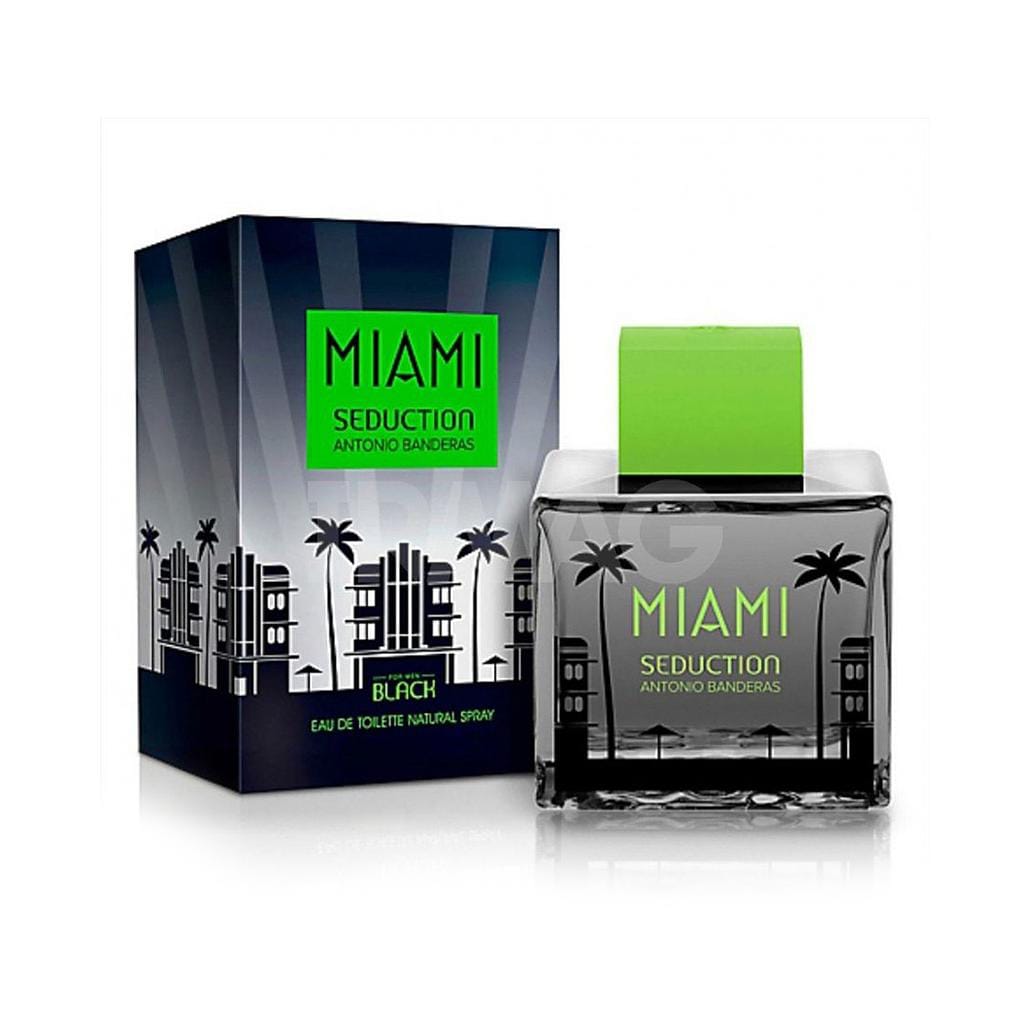 MIAMI
SEDUCTION
ANTONIO BANDERAS
FOR MEN
BLACK
EAU DE TOILETTE NATURAL SPRAY
MIAMI
SEDUCTION
ANTONIO BANDERAS